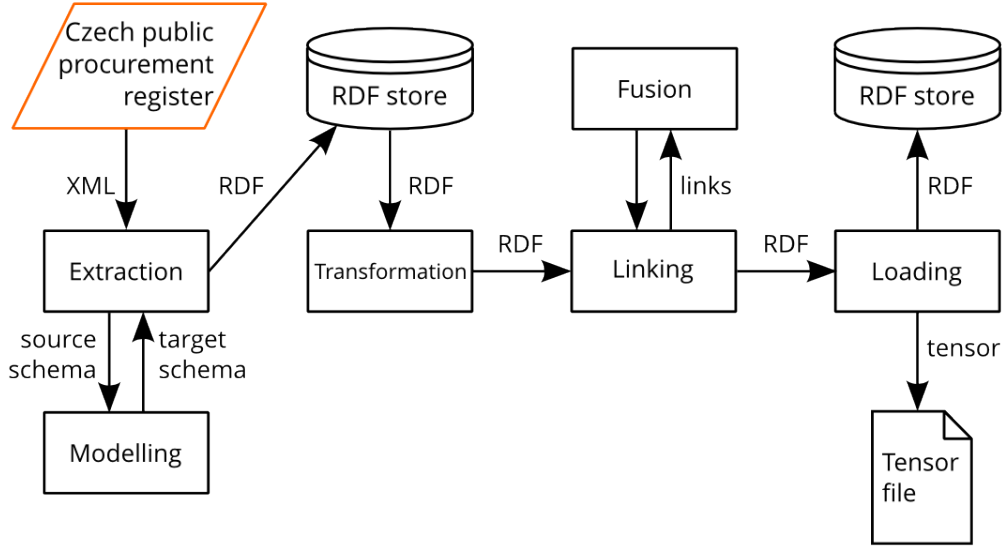 Czech public
procurement
register
RDF store
Fusion
RDF store
XML
RDF
RDF
links
RDF
Extraction
Transformation
RDF
Linking
RDF
Loading
source
schema
target
schema
tensor
Modelling
Tensor
file